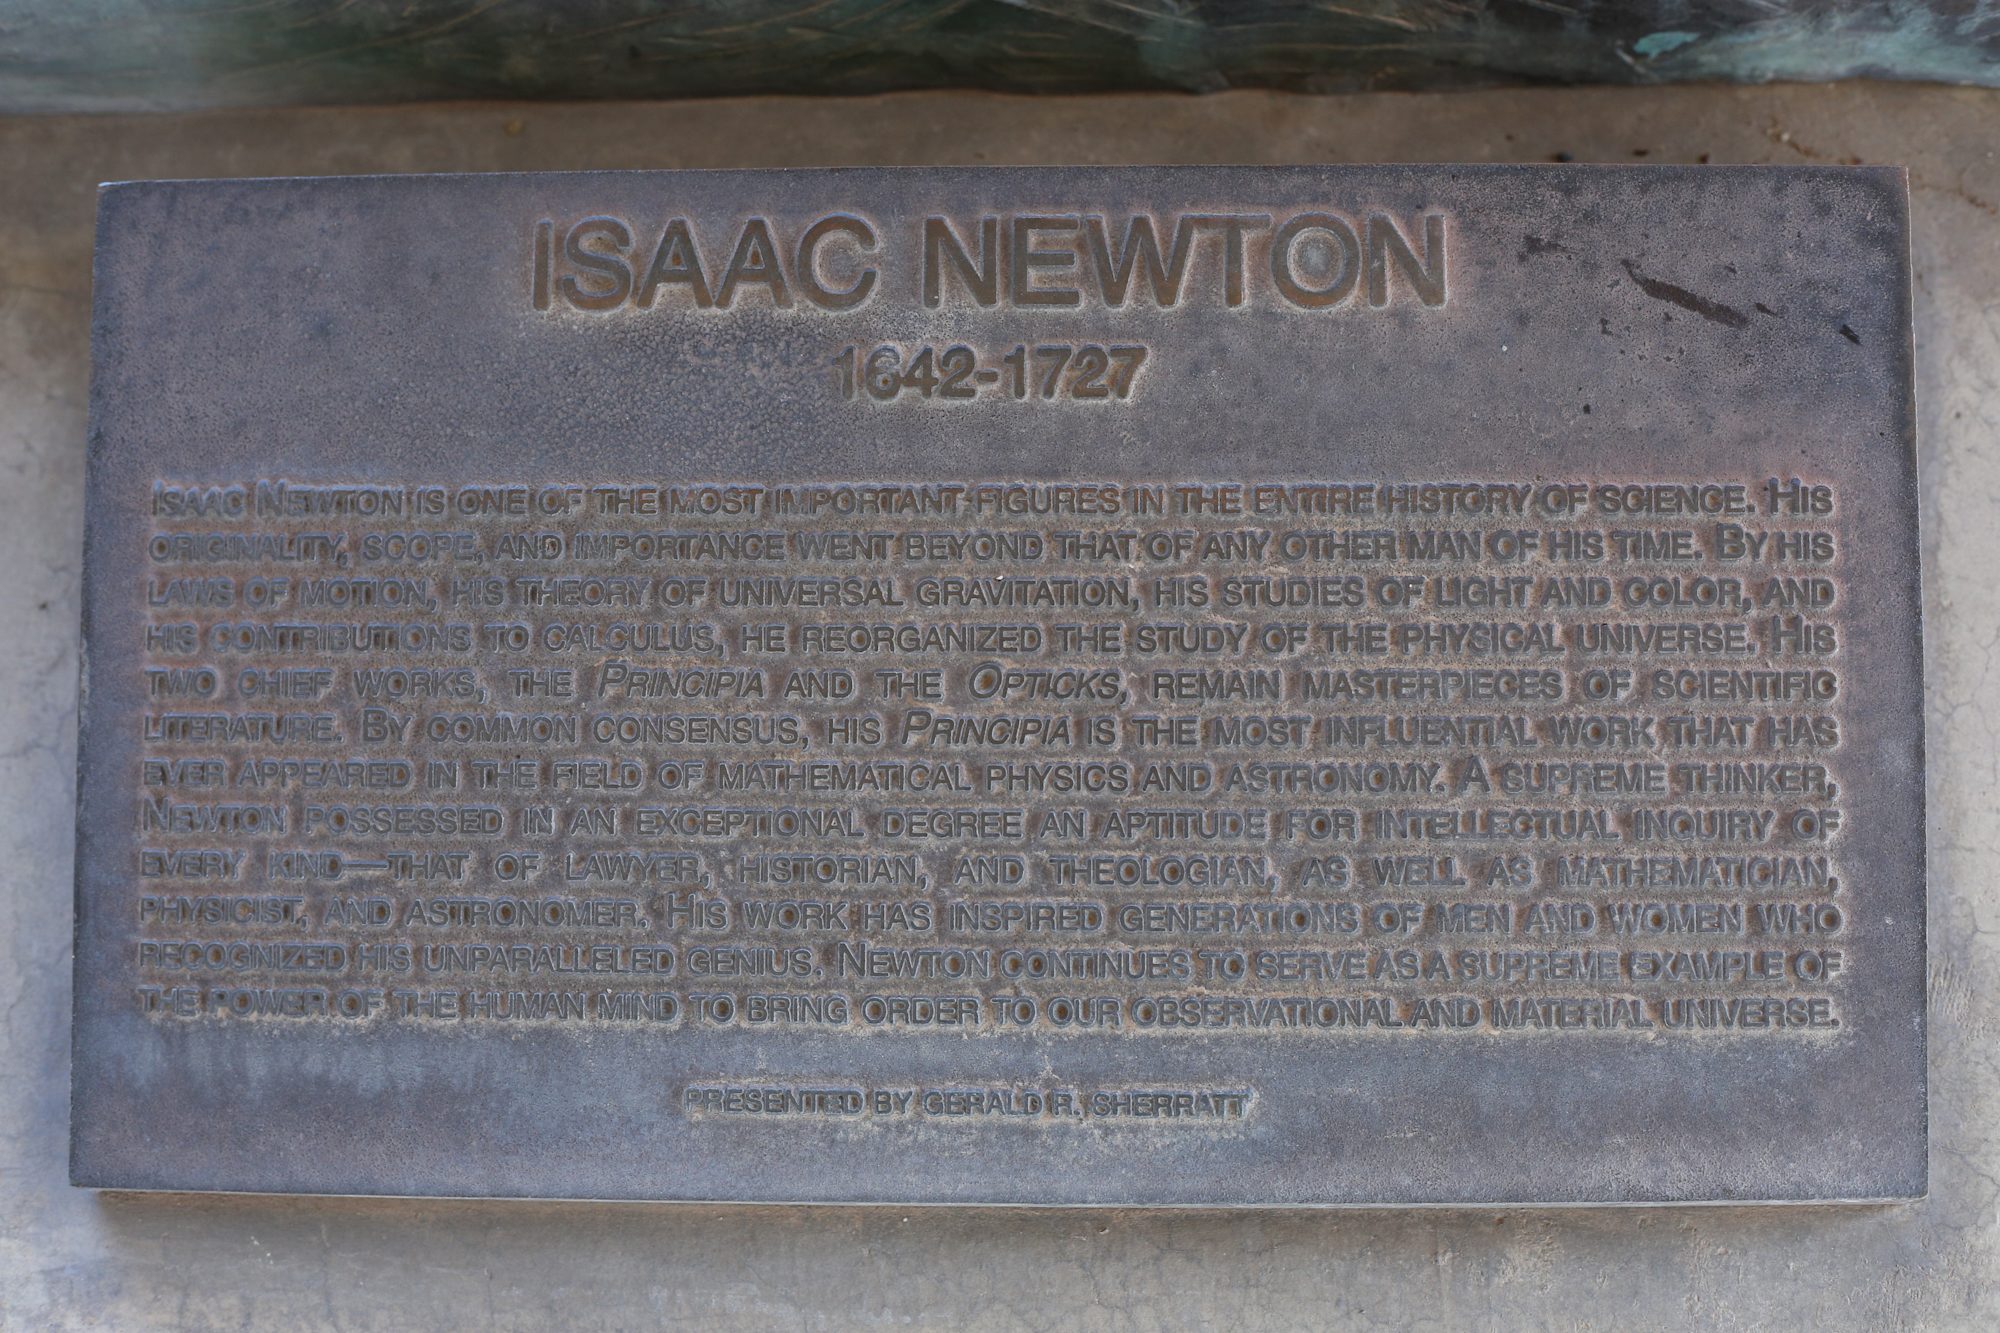 ISAAC NEWTON
1642-1727
ISAAC NEWTON IS ONE OF THE MOST IMPORTANT FIGURES IN THE ENTIRE HISTORY OF SCIENCE. HIS
ORIGINALITY, SCOPE, AND IMPORTANCE WENT BEYOND THAT OF ANY OTHER MAN OF HIS TIME. BY HIS
LAWS OF MOTION, HIS THEORY OF UNIVERSAL GRAVITATION, HIS STUDIES OF LIGHT AND COLOR, AND
HIS CONTRIBUTIONS TO CALCULUS, HE REORGANIZED THE STUDY OF THE PHYSICAL UNIVERSE. HIS
TWO CHIEF WORKS, THE PRINCIPIA AND THE OPTICKS, REMAIN MASTERPIECES OF SCIENTIFIC
LITERATURE. BY COMMON CONSENSUS, HIS PRINCIPIA IS THE MOST INFLUENTIAL WORK THAT HAS
EVER APPEARED IN THE FIELD OF MATHEMATICAL PHYSICS AND ASTRONOMY. A SUPREME THINKER,
NEWTON POSSESSED IN AN EXCEPTIONAL DEGREE AN APTITUDE FOR INTELLECTUAL INQUIRY OF
EVERY KIND—THAT OF LAWYER, HISTORIAN, AND THEOLOGIAN, AS WELL AS MATHEMATICIAN,
PHYSICIST, AND ASTRONOMER. HIS WORK HAS INSPIRED GENERATIONS OF MEN AND WOMEN WHO
RECOGNIZED HIS UNPARALLELED GENIUS. NEWTON CONTINUES TO SERVE AS A SUPREME EXAMPLE OF
THE POWER OF THE HUMAN MIND TO BRING ORDER TO OUR OBSERVATIONAL AND MATERIAL UNIVERSE.
PRESENTED BY GERALD R. SHERRATT